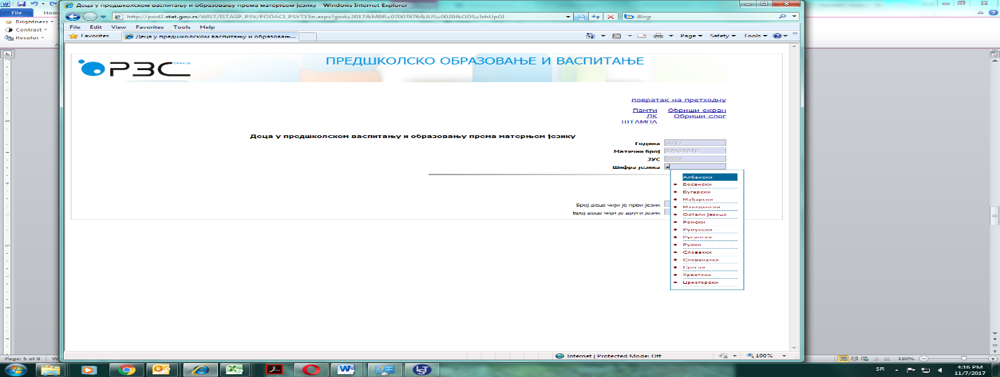 File
Home
Brightness
Contrast
Recolor
Деца у предшколском васпитању и образовању према матерњем језику - Windows Internet Explorer
http://pod2.stat.gov.rs/WIST/ISTASP_PSV/PODACI_PSVT15n.aspx?god=2017&MBR=07007876&JUS=0020&ODS=IzbUpGl
Bing
File Edit View Favorites Tools Help
Favorites
Деца у предшколском васпитању и образовањ...
Page Safety Tools
РЗС
ПРЕДШКОЛСКО ОБРАЗОВАЊЕ И ВАСПИТАЊЕ
повратак на претходну
Памти Обриши екран
ЛК Обриши слог
ШТАМПА
Деца у предшколском васпитању и образовању према матерњем језику
Година 2017
Матични број 07007876
ЈУС 0020
Шифра језика
Албански
Босански
Бугарски
Мађарски
Македонски
Остали језици
Ромски
Румунски
Русински
Руски
Словачки
Словеначки
Српски
Хрватски
Црногорски
Број деце чији је први језик
Број деце чији је други језик
Internet | Protected Mode: Off
100%
Page: 5 of 8
180%
SR
4:16 PM
11/7/2017